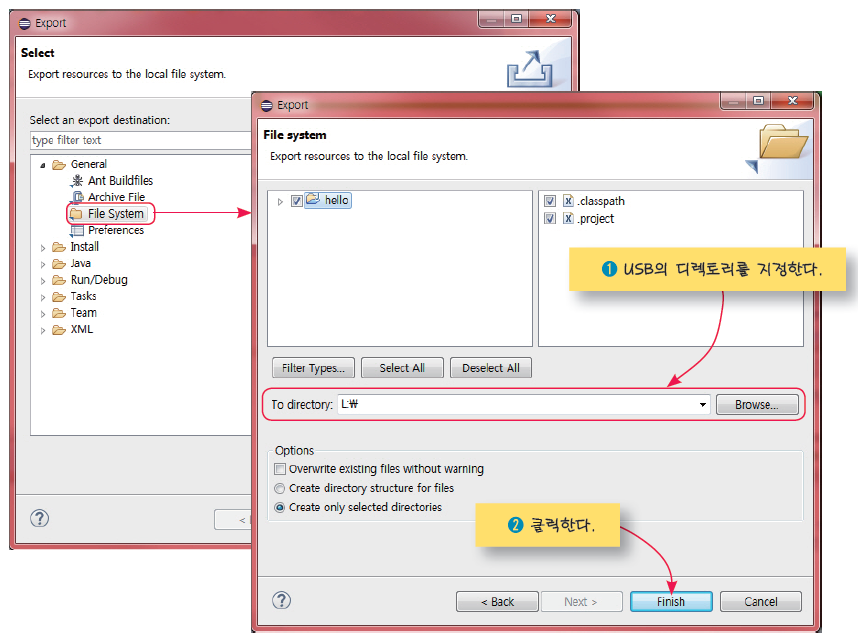 Export
Select
Export resources to the local file system.
Select an export destination:
type filter text
General
Ant Buildfiles
Archive File
File System
Preferences
Install
Java
Run/Debug
Tasks
Team
XML
Export
File system
Export resources to the local file system.
hello
.classpath
.project
1 USB의 디렉토리를 지정한다.
Filter Types...
Select All
Deselect All
To directory: L:₩
Browse...
Options
Overwrite existing files without warning
Create directory structure for files
Create only selected directories
2 클릭한다.
< Back
Next >
Finish
Cancel